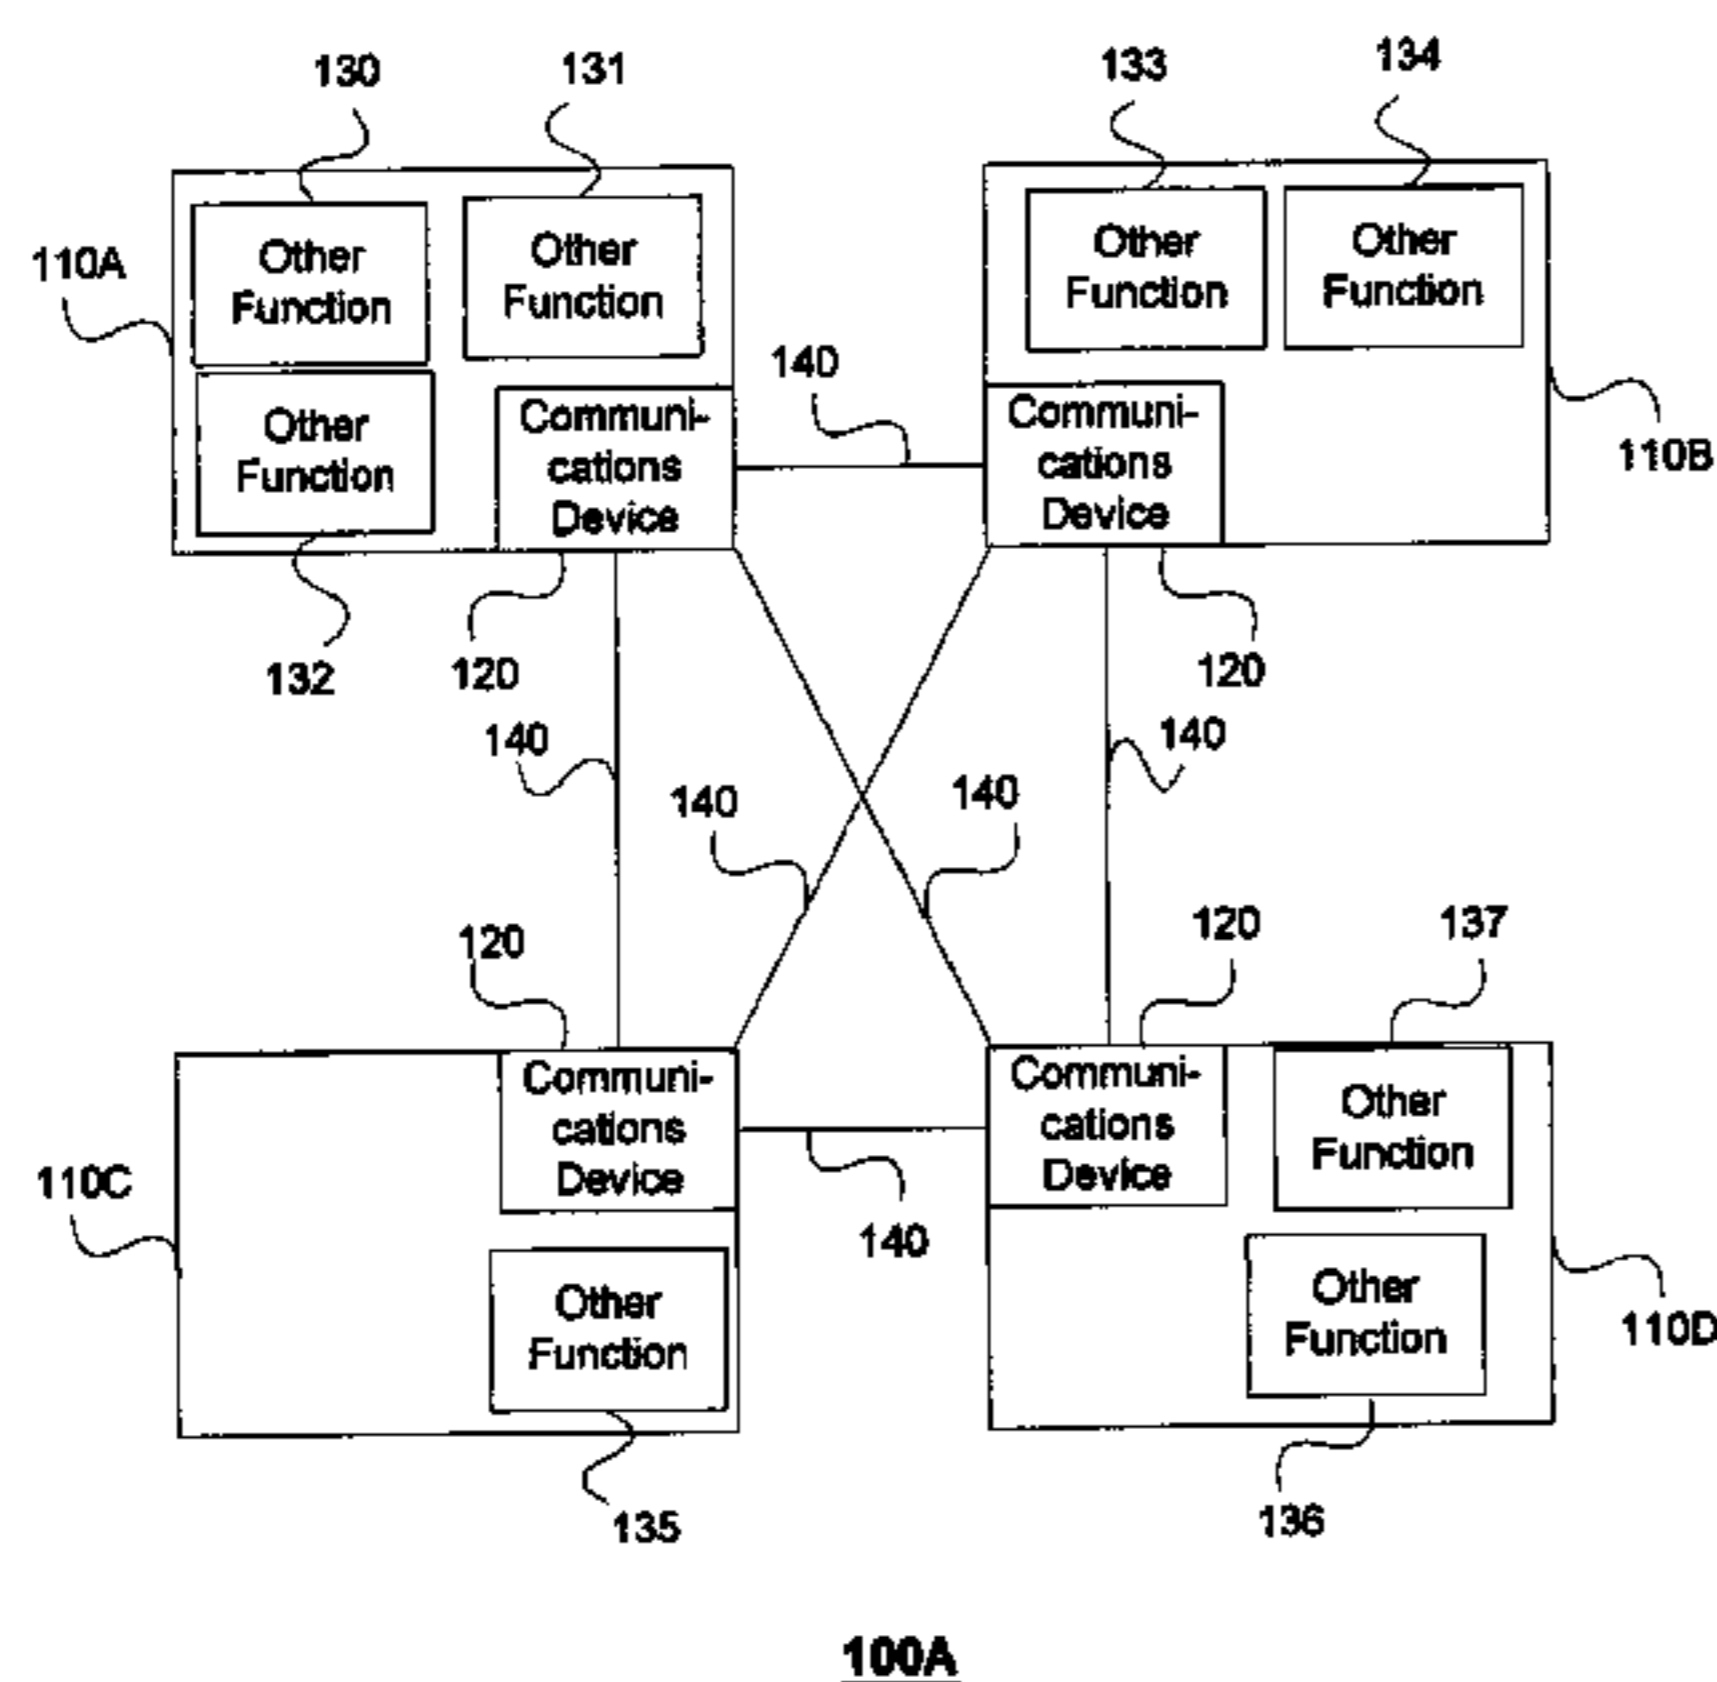 130
131
133
134
110A
Other
Function
Other
Function
Other
Function
Other
Function
140
Other
Function
Communi-
cations
Device
Communi-
cations
Device
110B
132
120
120
140
140
140
140
120
120
137
110C
Communi-
cations
Device
Communi-
cations
Device
Other
Function
140
Other
Function
Other
Function
110D
135
136
100A